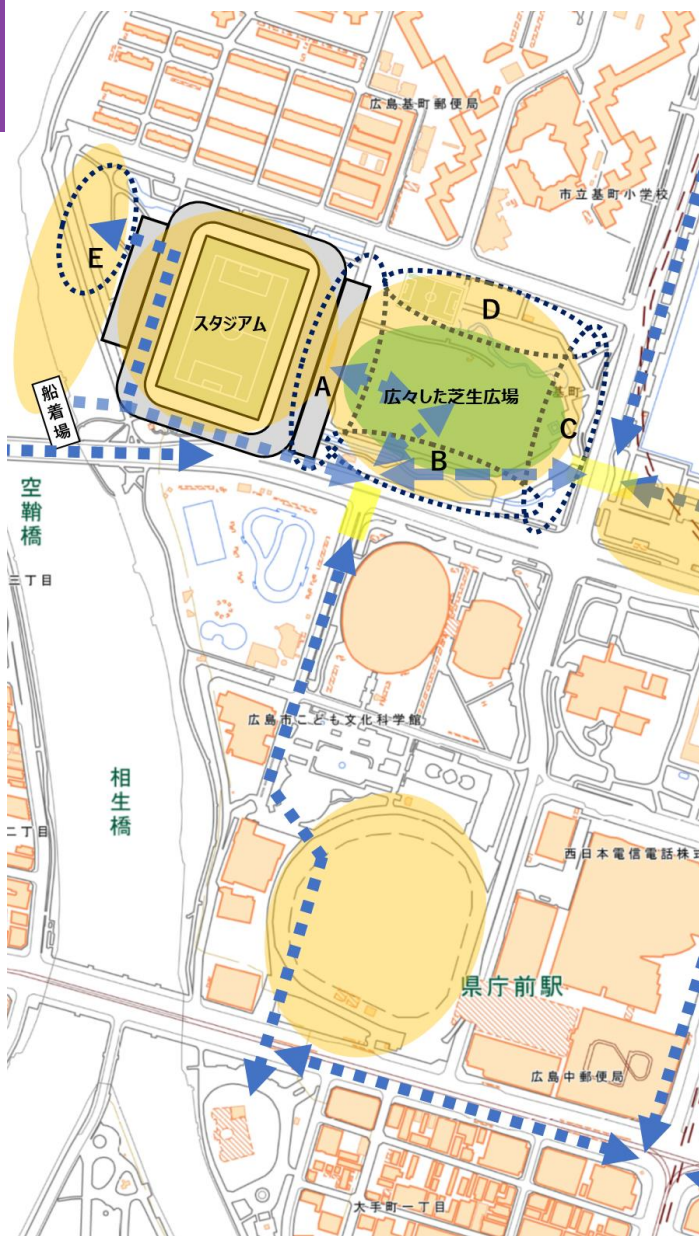 広島基町郵便局
市立基町小学校
E
スタジアム
D
A
広々した芝生広場
基町
C
船着場
B
空鞘橋
三丁目
広島市こども文化科学館
相生橋
二丁目
西日本電信電話株式
県庁前駅
広島中郵便局
大手町一丁目